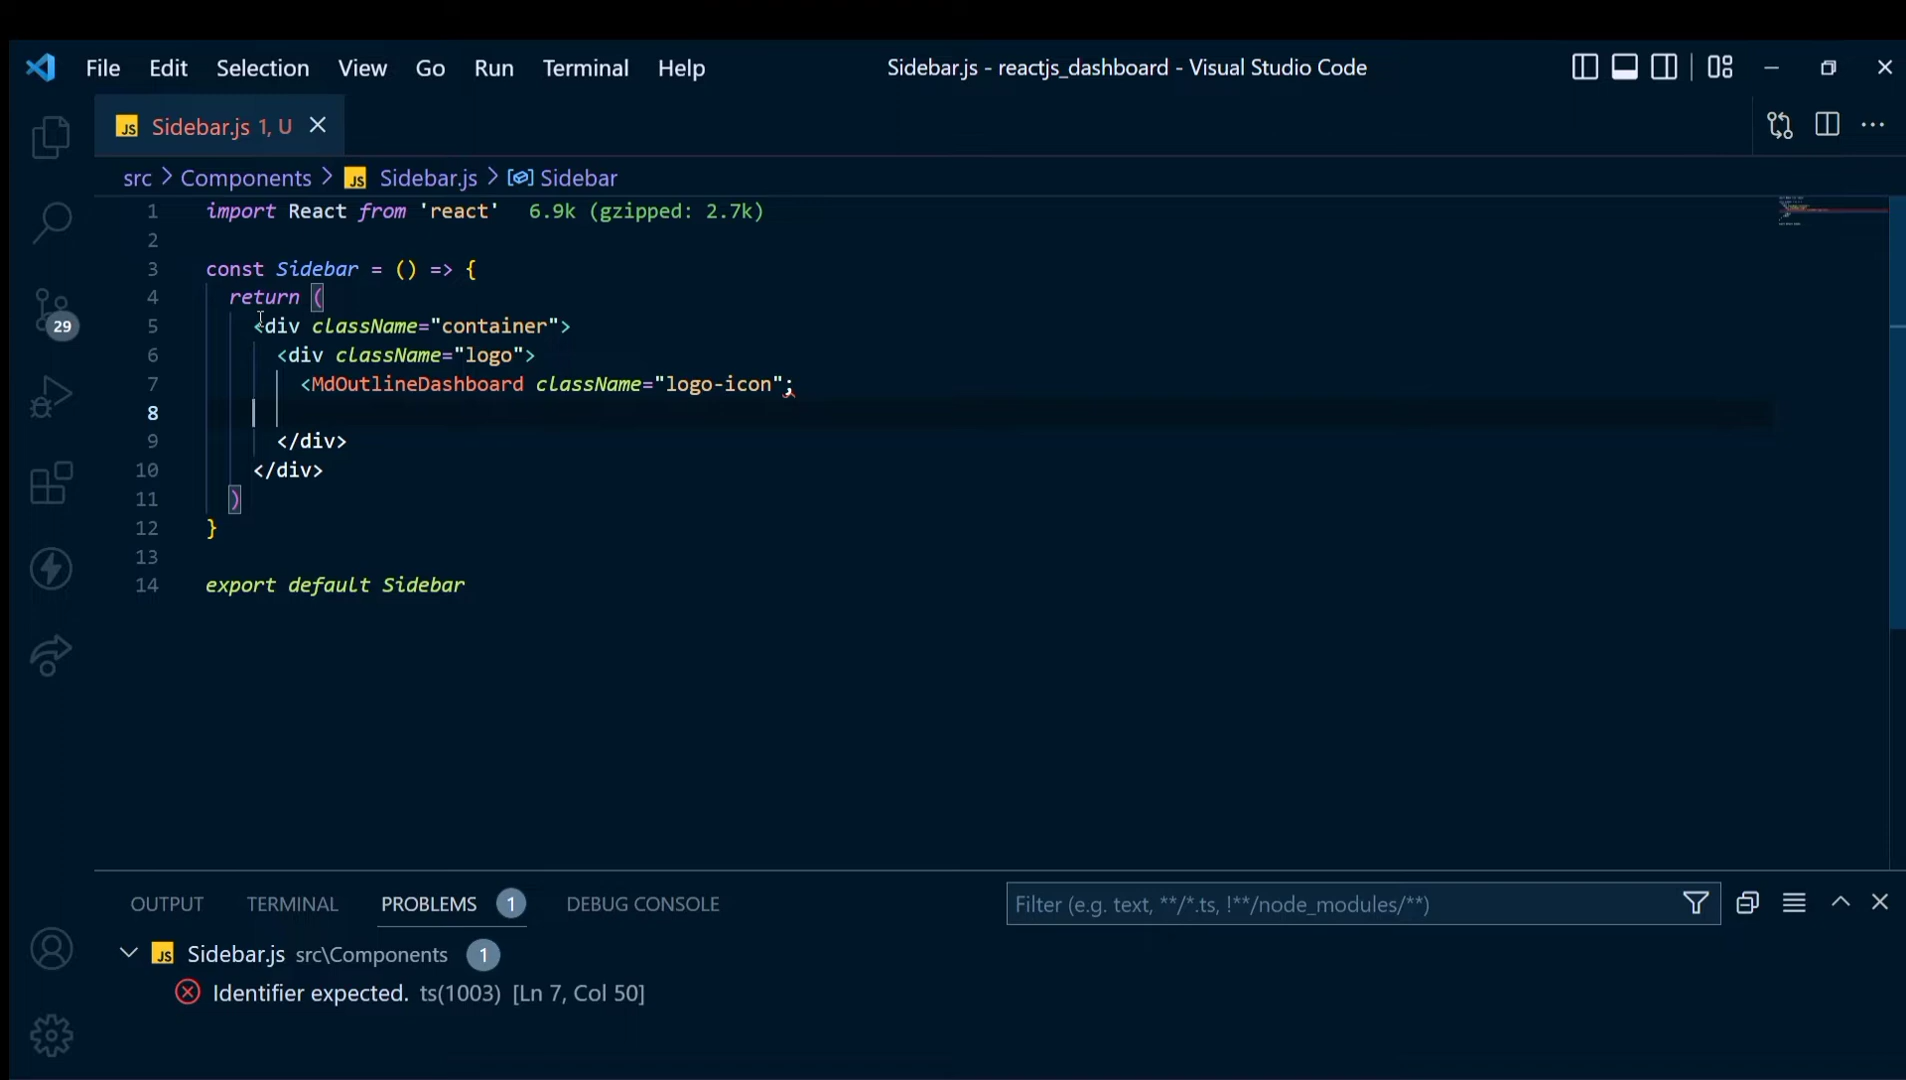 File Edit Selection View Go Run Terminal Help Sidebar.js - reactjs_dashboard - Visual Studio Code
JS Sidebar.js 1, U
src > Components > JS Sidebar.js > Sidebar
1 import React from 'react' 6.9k (gzipped: 2.7k)
2
3 const Sidebar = () => {
4 return (
5 <div className="container">
6 <div className="logo">
7 <MdOutlineDashboard className="logo-icon";
8
9 </div>
10 </div>
11 )
12 }
13
14 export default Sidebar
29
OUTPUT TERMINAL PROBLEMS 1 DEBUG CONSOLE Filter (e.g. text, **/*.ts, !**/node_modules/**)
JS Sidebar.js src\Components 1
Identifier expected. ts(1003) [Ln 7, Col 50]